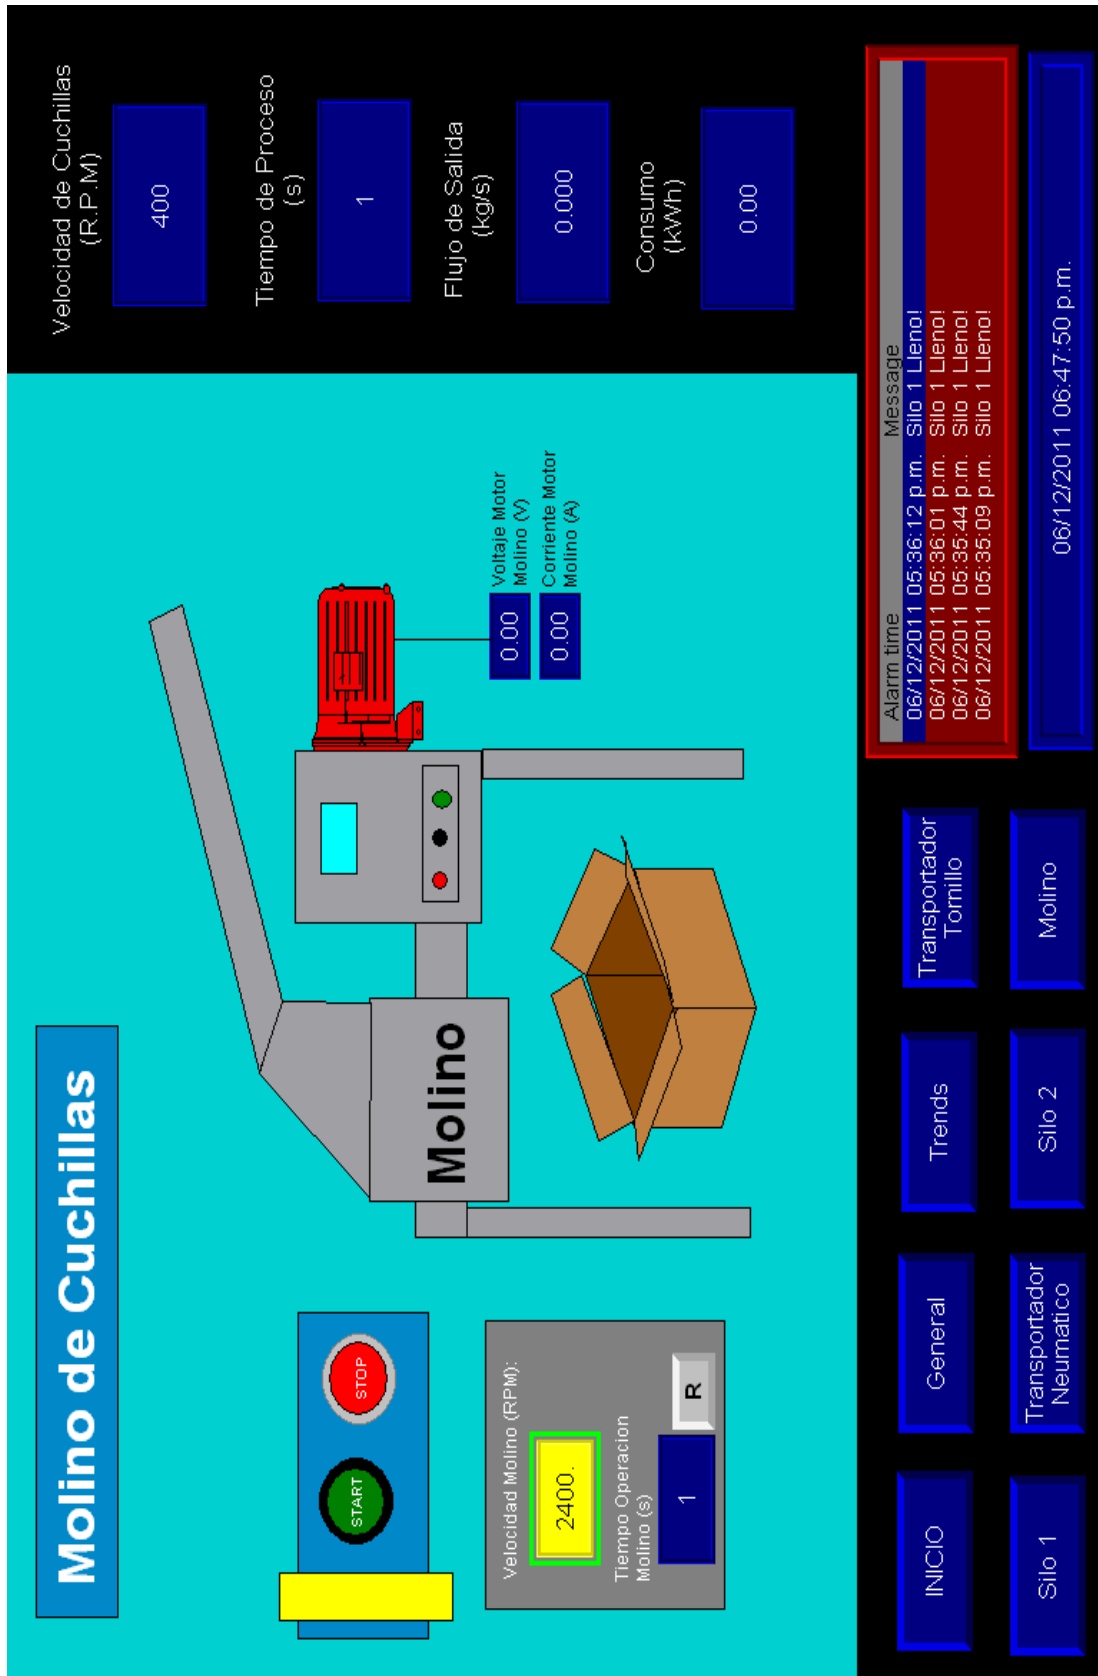 Molino de Cuchillas
START
STOP
Velocidad Molino (RPM):
2400.
Tiempo Operacion
Molino (s)
1
R
Molino
Voltaje Motor
Molino (V)
0.00
Corriente Motor
Molino (A)
0.00
Velocidad de Cuchillas
(R.P.M)
400
Tiempo de Proceso
(s)
1
Flujo de Salida
(kg/s)
0.000
Consumo
(kWh)
0.00
INICIO
General
Trends
Transportador
Tornillo
Silo 1
Transportador
Neumatico
Silo 2
Molino
Alarm time Message
06/12/2011 05:36:12 p.m. Silo 1 Lleno!
06/12/2011 05:36:01 p.m. Silo 1 Lleno!
06/12/2011 05:35:44 p.m. Silo 1 Lleno!
06/12/2011 05:35:09 p.m. Silo 1 Lleno!
06/12/2011 06:47:50 p.m.